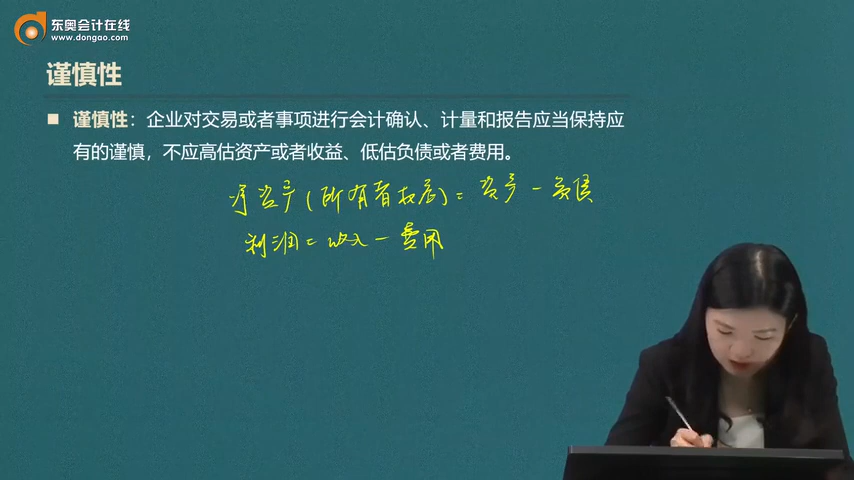 东奥会计在线
www.dongao.com
谨慎性
谨慎性：企业对交易或者事项进行会计确认、计量和报告应当保持应
有的谨慎，不应高估资产或者收益、低估负债或者费用。
净资产(所有者权益)=资产-负债
利润=收入-费用